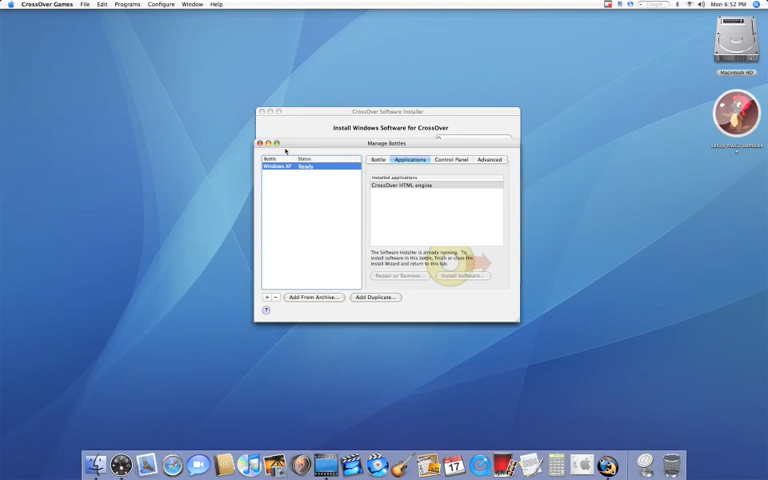 CrossOver Games File Edit Programs Configure Window Help
Mon 6:52 PM
Macintosh HD
CrossOver Software Installer
Install Windows Software for CrossOver
Manage Bottles
Bottle Status
Windows XP Ready
Bottle Applications Control Panel Advanced
Installed applications
CrossOver HTML engine
The Software Installer is already running. To
install software in this bottle, finish or close the
Install Wizard and return to this tab.
Repair or Remove... Install Software...
+ − Add From Archive... Add Duplicate...
?
17